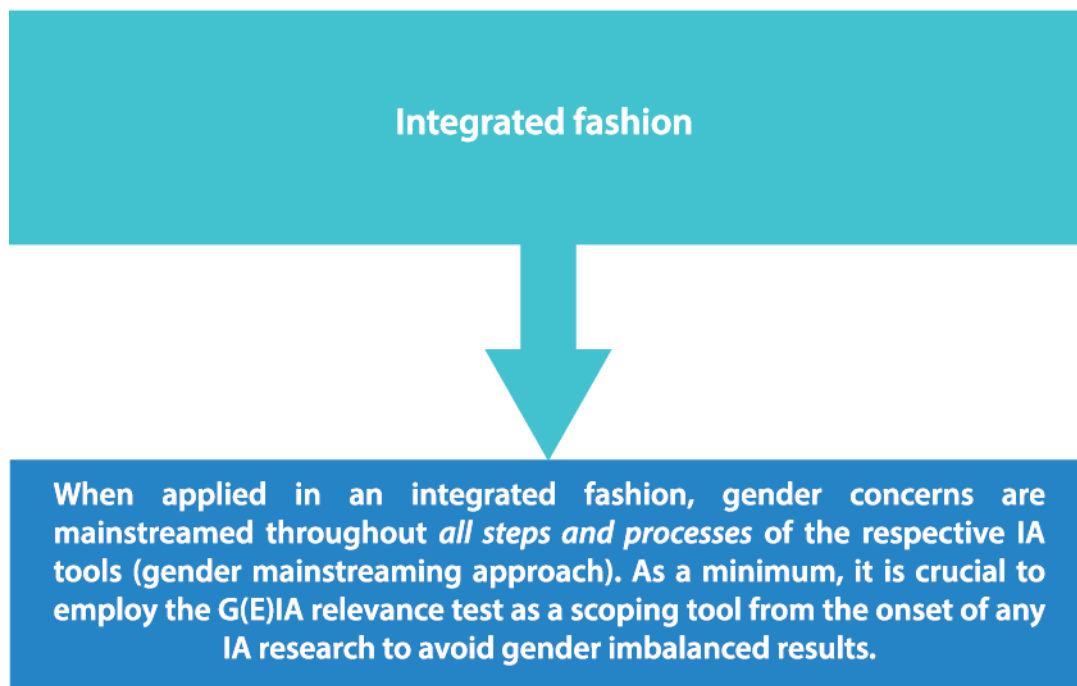 Integrated fashion
When applied in an integrated fashion, gender concerns are
mainstreamed throughout all steps and processes of the respective IA
tools (gender mainstreaming approach). As a minimum, it is crucial to
employ the G(E)IA relevance test as a scoping tool from the onset of any
IA research to avoid gender imbalanced results.